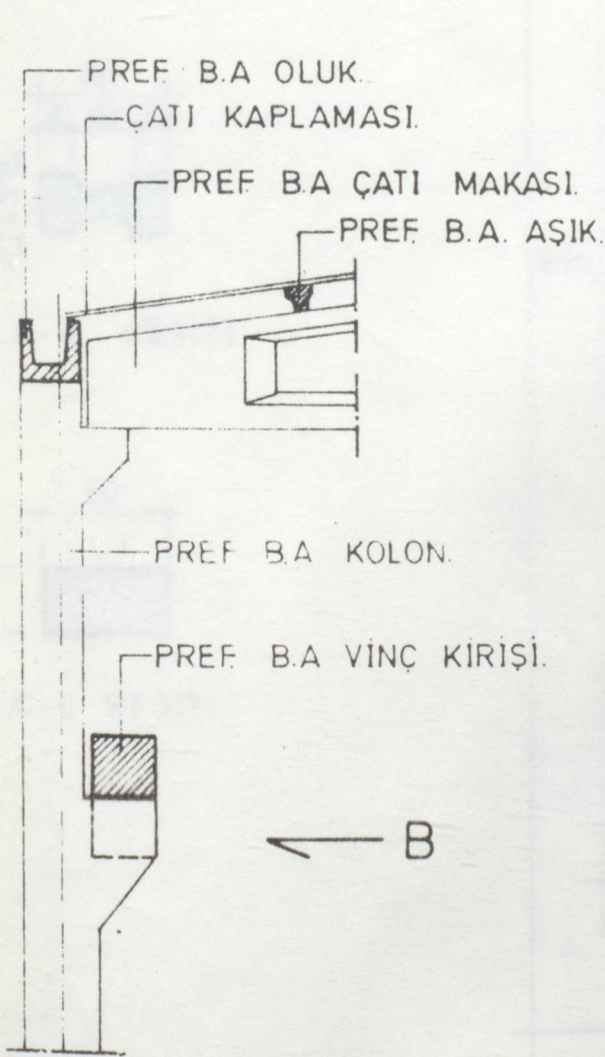 PREF. B.A OLUK.
ÇATI KAPLAMASI.
PREF. B.A ÇATI MAKASI.
PREF. B.A. AŞIK.
PREF B.A KOLON.
PREF. B.A VİNÇ KİRİŞİ.
B